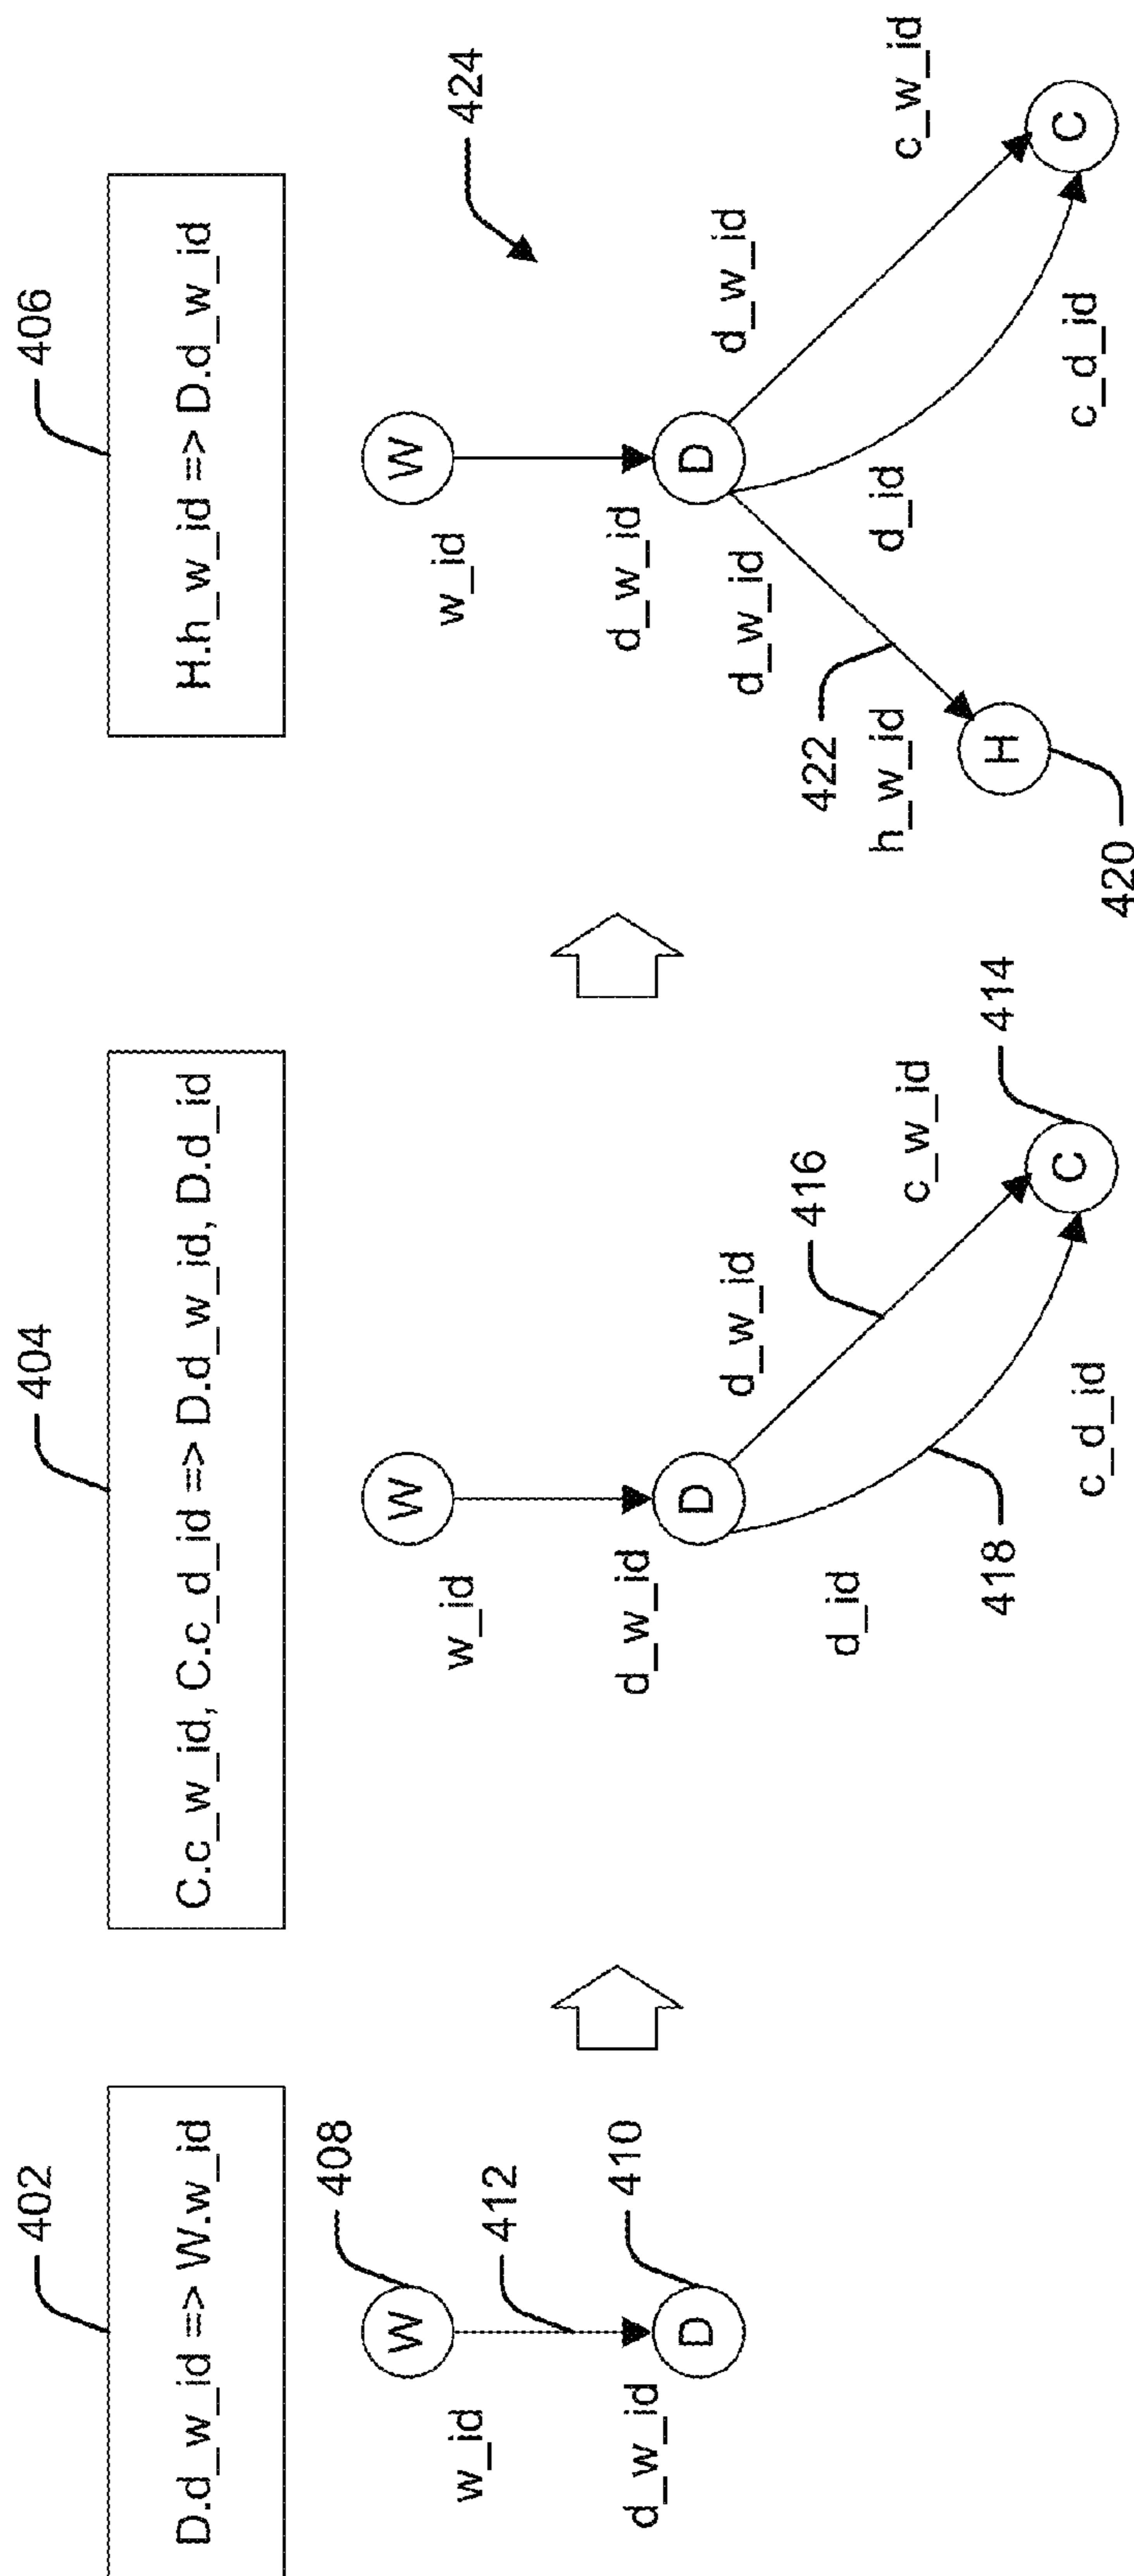 402
D.d_w_id => W.w_id
408
W
w_id
412
d_w_id
D
410
404
C.c_w_id, C.c_d_id => D.d_w_id, D.d_id
W
w_id
d_w_id
D
d_w_id
416
d_id
c_w_id
418
C
414
c_d_id
406
H.h_w_id => D.d_w_id
424
W
w_id
d_w_id
D
d_w_id
d_w_id
422
d_id
c_w_id
h_w_id
H
C
c_d_id
420